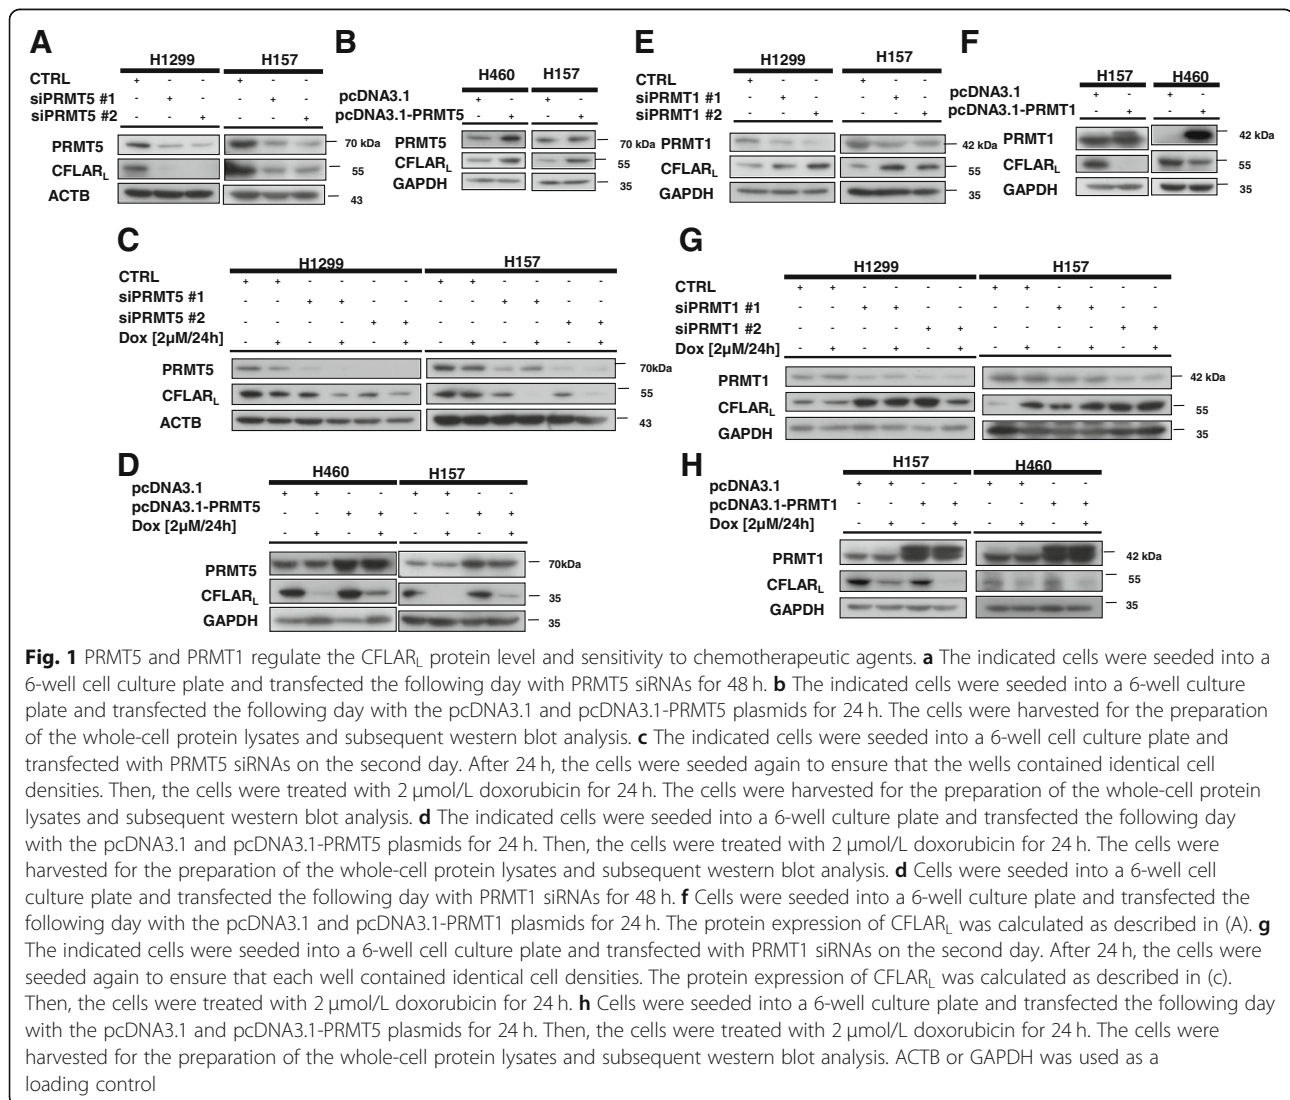 A
H1299 H157
CTRL + - - + - -
siPRMT5 #1 - + - - + -
siPRMT5 #2 - - + - - +
PRMT5 70 kDa
CFLARL 55
ACTB 43
B
H460 H157
pcDNA3.1 + - + -
pcDNA3.1-PRMT5 - + - +
PRMT5 70 kDa
CFLARL 55
GAPDH 35
E
H1299 H157
CTRL + - - + - -
siPRMT1 #1 - + - - + -
siPRMT1 #2 - - + - - +
PRMT1 42 kDa
CFLARL 55
GAPDH 35
F
H157 H460
pcDNA3.1 + - + -
pcDNA3.1-PRMT1 - + - +
PRMT1 42 kDa
CFLARL 55
GAPDH 35
C
H1299 H157
CTRL + + - - - - + + - - - -
siPRMT5 #1 - - + + - - - - + + - -
siPRMT5 #2 - - - - + + - - - - + +
Dox [2µM/24h] - + - + - + - + - + - +
PRMT5 70kDa
CFLARL 55
ACTB 43
G
H1299 H157
CTRL + + - - - - + + - - - -
siPRMT1 #1 - - + + - - - - + + - -
siPRMT1 #2 - - - - + + - - - - + +
Dox [2µM/24h] - + - + - + - + - + - +
PRMT1 42 kDa
CFLARL 55
GAPDH 35
D
H460 H157
pcDNA3.1 + + - - + + - -
pcDNA3.1-PRMT5 - - + + - - + +
Dox [2µM/24h] - + - + - + - +
PRMT5 70kDa
CFLARL 35
GAPDH 35
H
H157 H460
pcDNA3.1 + + - - + + - -
pcDNA3.1-PRMT1 - - + + - - + +
Dox [2µM/24h] - + - + - + - +
PRMT1 42 kDa
CFLARL 55
GAPDH 35
Fig. 1 PRMT5 and PRMT1 regulate the CFLARL protein level and sensitivity to chemotherapeutic agents. a The indicated cells were seeded into a
6-well cell culture plate and transfected the following day with PRMT5 siRNAs for 48 h. b The indicated cells were seeded into a 6-well culture
plate and transfected the following day with the pcDNA3.1 and pcDNA3.1-PRMT5 plasmids for 24 h. The cells were harvested for the preparation
of the whole-cell protein lysates and subsequent western blot analysis. c The indicated cells were seeded into a 6-well cell culture plate and
transfected with PRMT5 siRNAs on the second day. After 24 h, the cells were seeded again to ensure that the wells contained identical cell
densities. Then, the cells were treated with 2 µmol/L doxorubicin for 24 h. The cells were harvested for the preparation of the whole-cell protein
lysates and subsequent western blot analysis. d The indicated cells were seeded into a 6-well culture plate and transfected the following day
with the pcDNA3.1 and pcDNA3.1-PRMT5 plasmids for 24 h. Then, the cells were treated with 2 µmol/L doxorubicin for 24 h. The cells were
harvested for the preparation of the whole-cell protein lysates and subsequent western blot analysis. d Cells were seeded into a 6-well cell
culture plate and transfected the following day with PRMT1 siRNAs for 48 h. f Cells were seeded into a 6-well culture plate and transfected the
following day with the pcDNA3.1 and pcDNA3.1-PRMT1 plasmids for 24 h. The protein expression of CFLARL was calculated as described in (A). g
The indicated cells were seeded into a 6-well cell culture plate and transfected with PRMT1 siRNAs on the second day. After 24 h, the cells were
seeded again to ensure that each well contained identical cell densities. The protein expression of CFLARL was calculated as described in (c).
Then, the cells were treated with 2 µmol/L doxorubicin for 24 h. h Cells were seeded into a 6-well culture plate and transfected the following day
with the pcDNA3.1 and pcDNA3.1-PRMT5 plasmids for 24 h. Then, the cells were treated with 2 µmol/L doxorubicin for 24 h. The cells were
harvested for the preparation of the whole-cell protein lysates and subsequent western blot analysis. ACTB or GAPDH was used as a
loading control